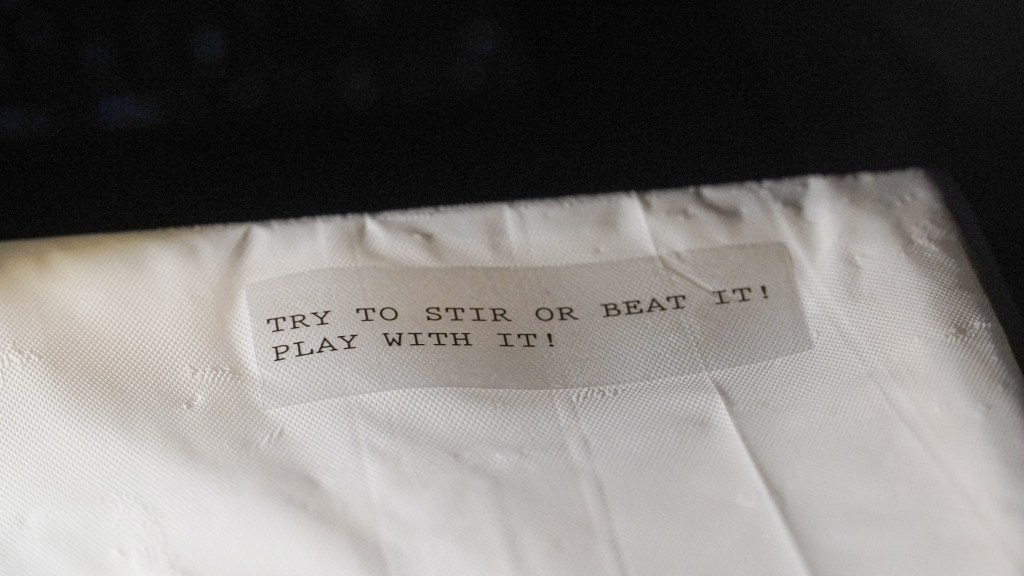 TRY TO STIR OR BEAT IT!
PLAY WITH IT!